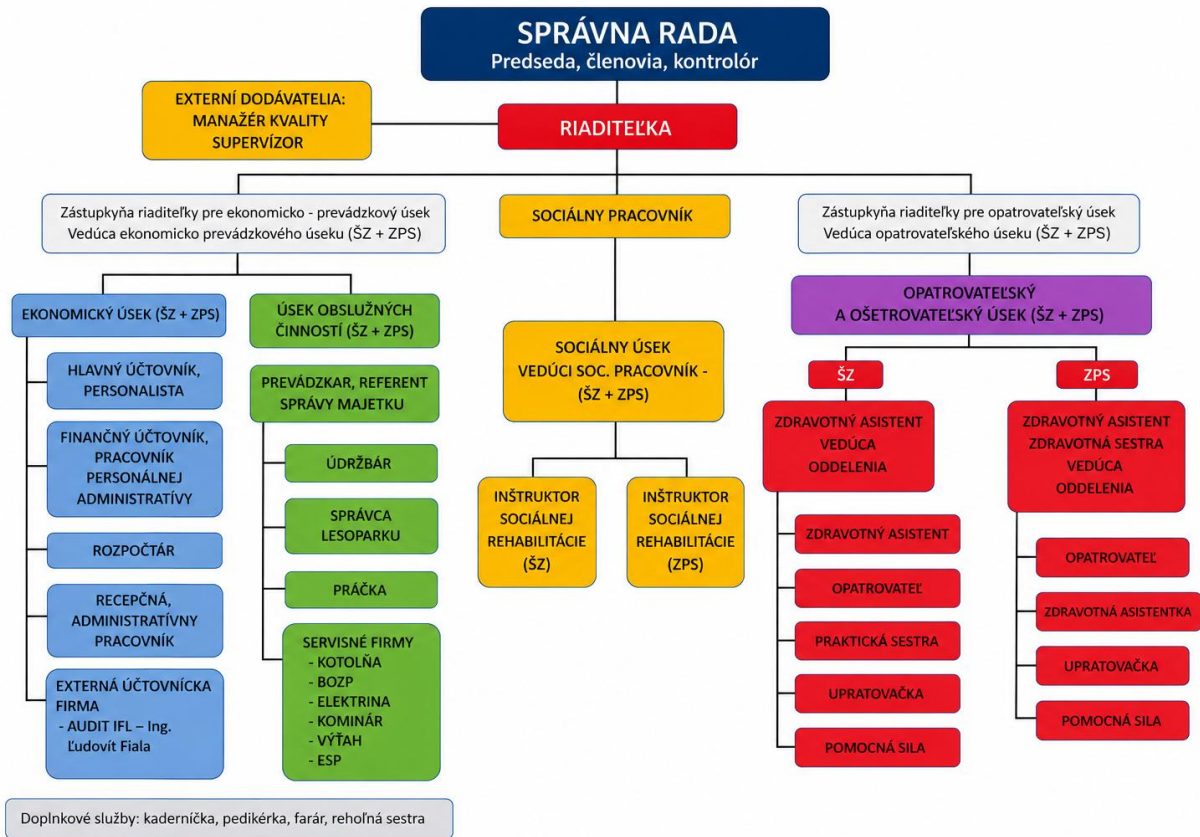 SPRÁVNA RADA
Predseda, členovia, kontrolór
EXTERNÍ DODÁVATELIA:
MANAŽÉR KVALITY
SUPERVÍZOR
RIADITEĽKA
Zástupkyňa riaditeľky pre ekonomicko - prevádzkový úsek
Vedúca ekonomicko prevádzkového úseku (ŠZ + ZPS)
SOCIÁLNY PRACOVNÍK
Zástupkyňa riaditeľky pre opatrovateľský úsek
Vedúca opatrovateľského úseku (ŠZ + ZPS)
EKONOMICKÝ ÚSEK (ŠZ + ZPS)
HLAVNÝ ÚČTOVNÍK,
PERSONALISTA
FINANČNÝ ÚČTOVNÍK,
PRACOVNÍK
PERSONÁLNEJ
ADMINISTRATÍVY
ROZPOČTÁR
RECEPČNÁ,
ADMINISTRATÍVNY
PRACOVNÍK
EXTERNÁ ÚČTOVNÍCKA
FIRMA
- AUDIT IFL – Ing.
Ľudovít Fiala
ÚSEK OBSLUŽNÝCH
ČINNOSTÍ (ŠZ + ZPS)
PREVÁDZKAR, REFERENT
SPRÁVY MAJETKU
ÚDRŽBÁR
SPRÁVCA
LESOPARKU
PRÁČKA
SERVISNÉ FIRMY
- KOTOLŇA
- BOZP
- ELEKTRINA
- KOMINÁR
- VÝŤAH
- ESP
SOCIÁLNY ÚSEK
VEDÚCI SOC. PRACOVNÍK -
(ŠZ + ZPS)
INŠTRUKTOR
SOCIÁLNEJ
REHABILITÁCIE
(ŠZ)
INŠTRUKTOR
SOCIÁLNEJ
REHABILITÁCIE
(ZPS)
OPATROVATEĽSKÝ
A OŠETROVATEĽSKÝ ÚSEK (ŠZ + ZPS)
ŠZ
ZDRAVOTNÝ ASISTENT
VEDÚCA
ODDELENIA
ZDRAVOTNÝ ASISTENT
OPATROVATEĽ
PRAKTICKÁ SESTRA
UPRATOVAČKA
POMOCNÁ SILA
ZPS
ZDRAVOTNÝ ASISTENT
ZDRAVOTNÁ SESTRA
VEDÚCA
ODDELENIA
OPATROVATEĽ
ZDRAVOTNÁ ASISTENTKA
UPRATOVAČKA
POMOCNÁ SILA
Doplnkové služby: kaderníčka, pedikérka, farár, rehoľná sestra